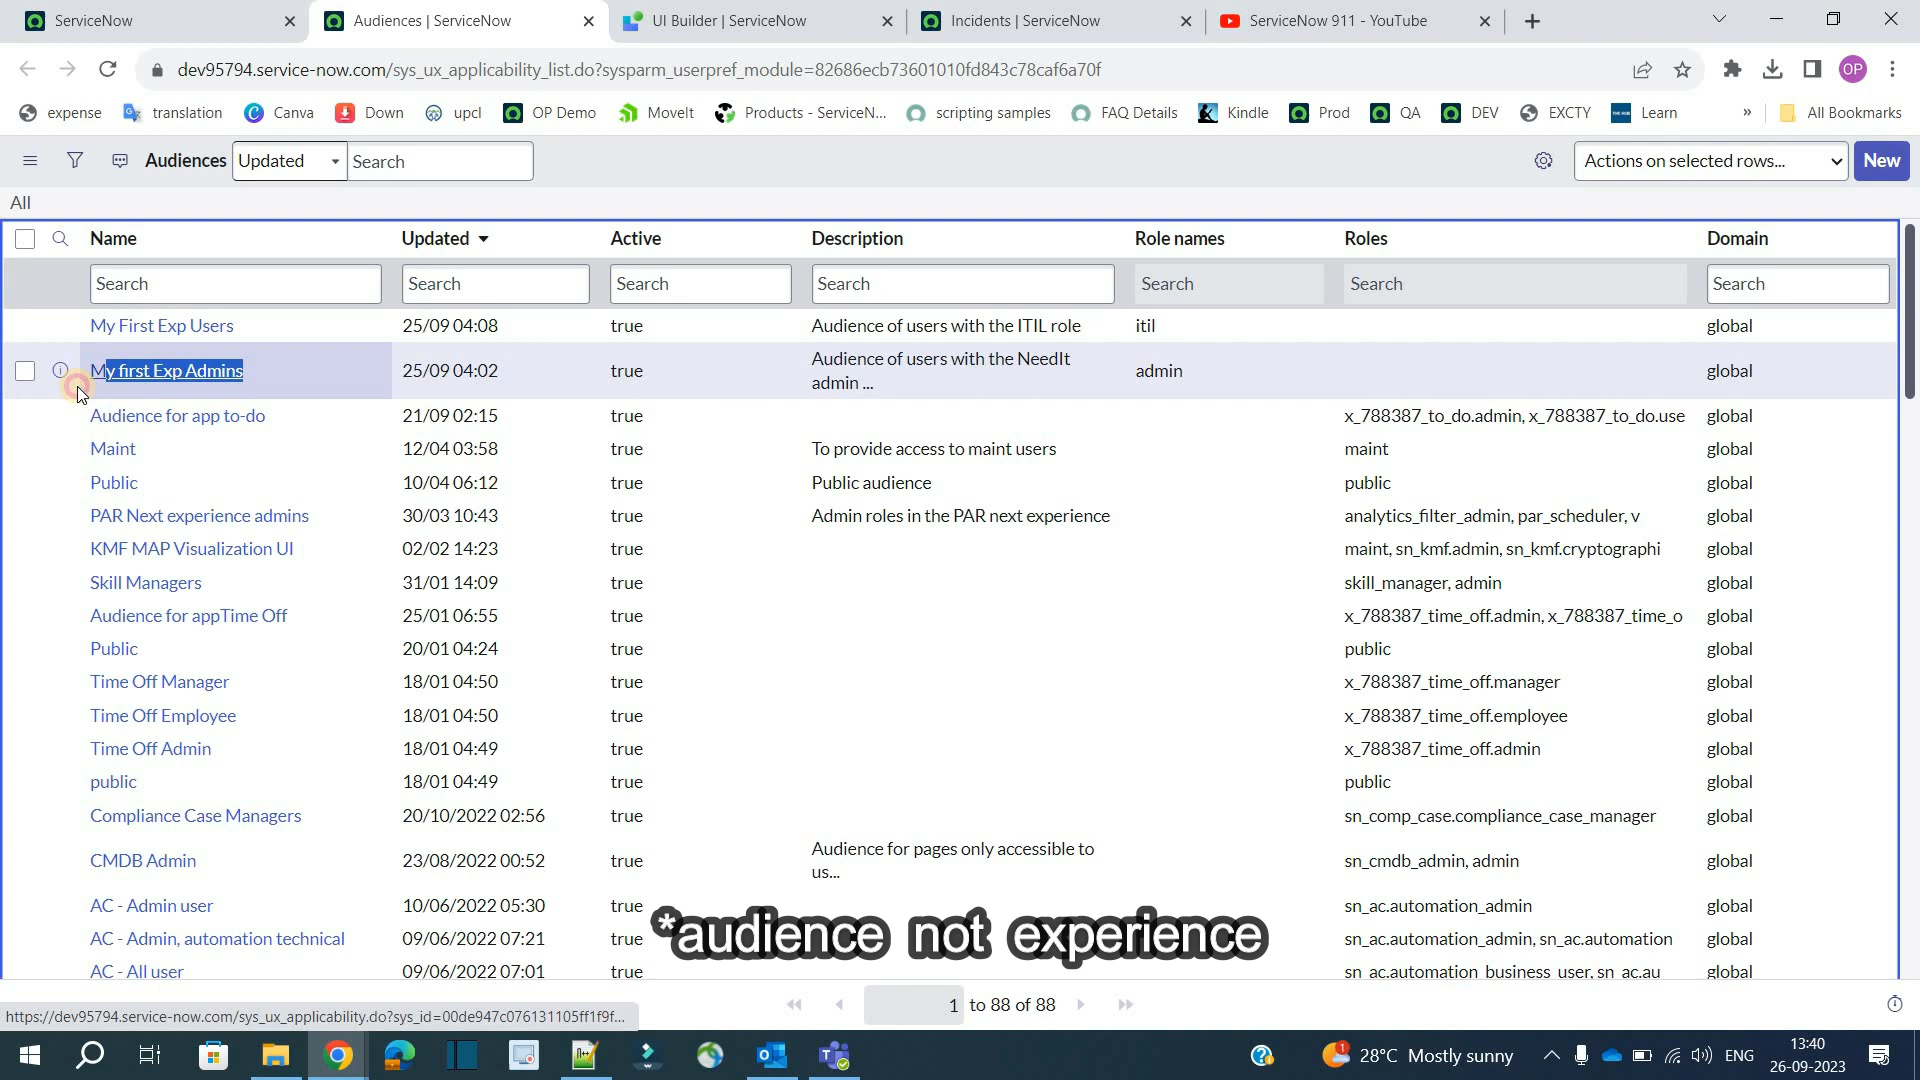 ServiceNow
Audiences | ServiceNow
UI Builder | ServiceNow
Incidents | ServiceNow
ServiceNow 911 - YouTube
dev95794.service-now.com/sys_ux_applicability_list.do?sysparm_userpref_module=82686ecb73601010fd843c78caf6a70f
OP
expense translation Canva Down upcl OP Demo MoveIt Products - ServiceN... scripting samples FAQ Details Kindle Prod QA DEV EXCTY Learn » All Bookmarks
Audiences Updated Search Actions on selected rows... New
All
Name Updated Active Description Role names Roles Domain
Search Search Search Search Search Search Search
My First Exp Users 25/09 04:08 true Audience of users with the ITIL role itil global
My first Exp Admins 25/09 04:02 true Audience of users with the NeedIt admin ... admin global
Audience for app to-do 21/09 02:15 true x_788387_to_do.admin, x_788387_to_do.use global
Maint 12/04 03:58 true To provide access to maint users maint global
Public 10/04 06:12 true Public audience public global
PAR Next experience admins 30/03 10:43 true Admin roles in the PAR next experience analytics_filter_admin, par_scheduler, v global
KMF MAP Visualization UI 02/02 14:23 true maint, sn_kmf.admin, sn_kmf.cryptographi global
Skill Managers 31/01 14:09 true skill_manager, admin global
Audience for appTime Off 25/01 06:55 true x_788387_time_off.admin, x_788387_time_o global
Public 20/01 04:24 true public global
Time Off Manager 18/01 04:50 true x_788387_time_off.manager global
Time Off Employee 18/01 04:50 true x_788387_time_off.employee global
Time Off Admin 18/01 04:49 true x_788387_time_off.admin global
public 18/01 04:49 true public global
Compliance Case Managers 20/10/2022 02:56 true sn_comp_case.compliance_case_manager global
CMDB Admin 23/08/2022 00:52 true Audience for pages only accessible to us... sn_cmdb_admin, admin global
AC - Admin user 10/06/2022 05:30 true sn_ac.automation_admin global
AC - Admin, automation technical 09/06/2022 07:21 true sn_ac.automation_admin, sn_ac.automation global
AC - All user 09/06/2022 07:01 true sn_ac.automation_business_user, sn_ac.au global
*audience not experience
1 to 88 of 88
https://dev95794.service-now.com/sys_ux_applicability.do?sys_id=00de947c076131105ff1f9f...
1 28°C Mostly sunny ENG 13:40
26-09-2023